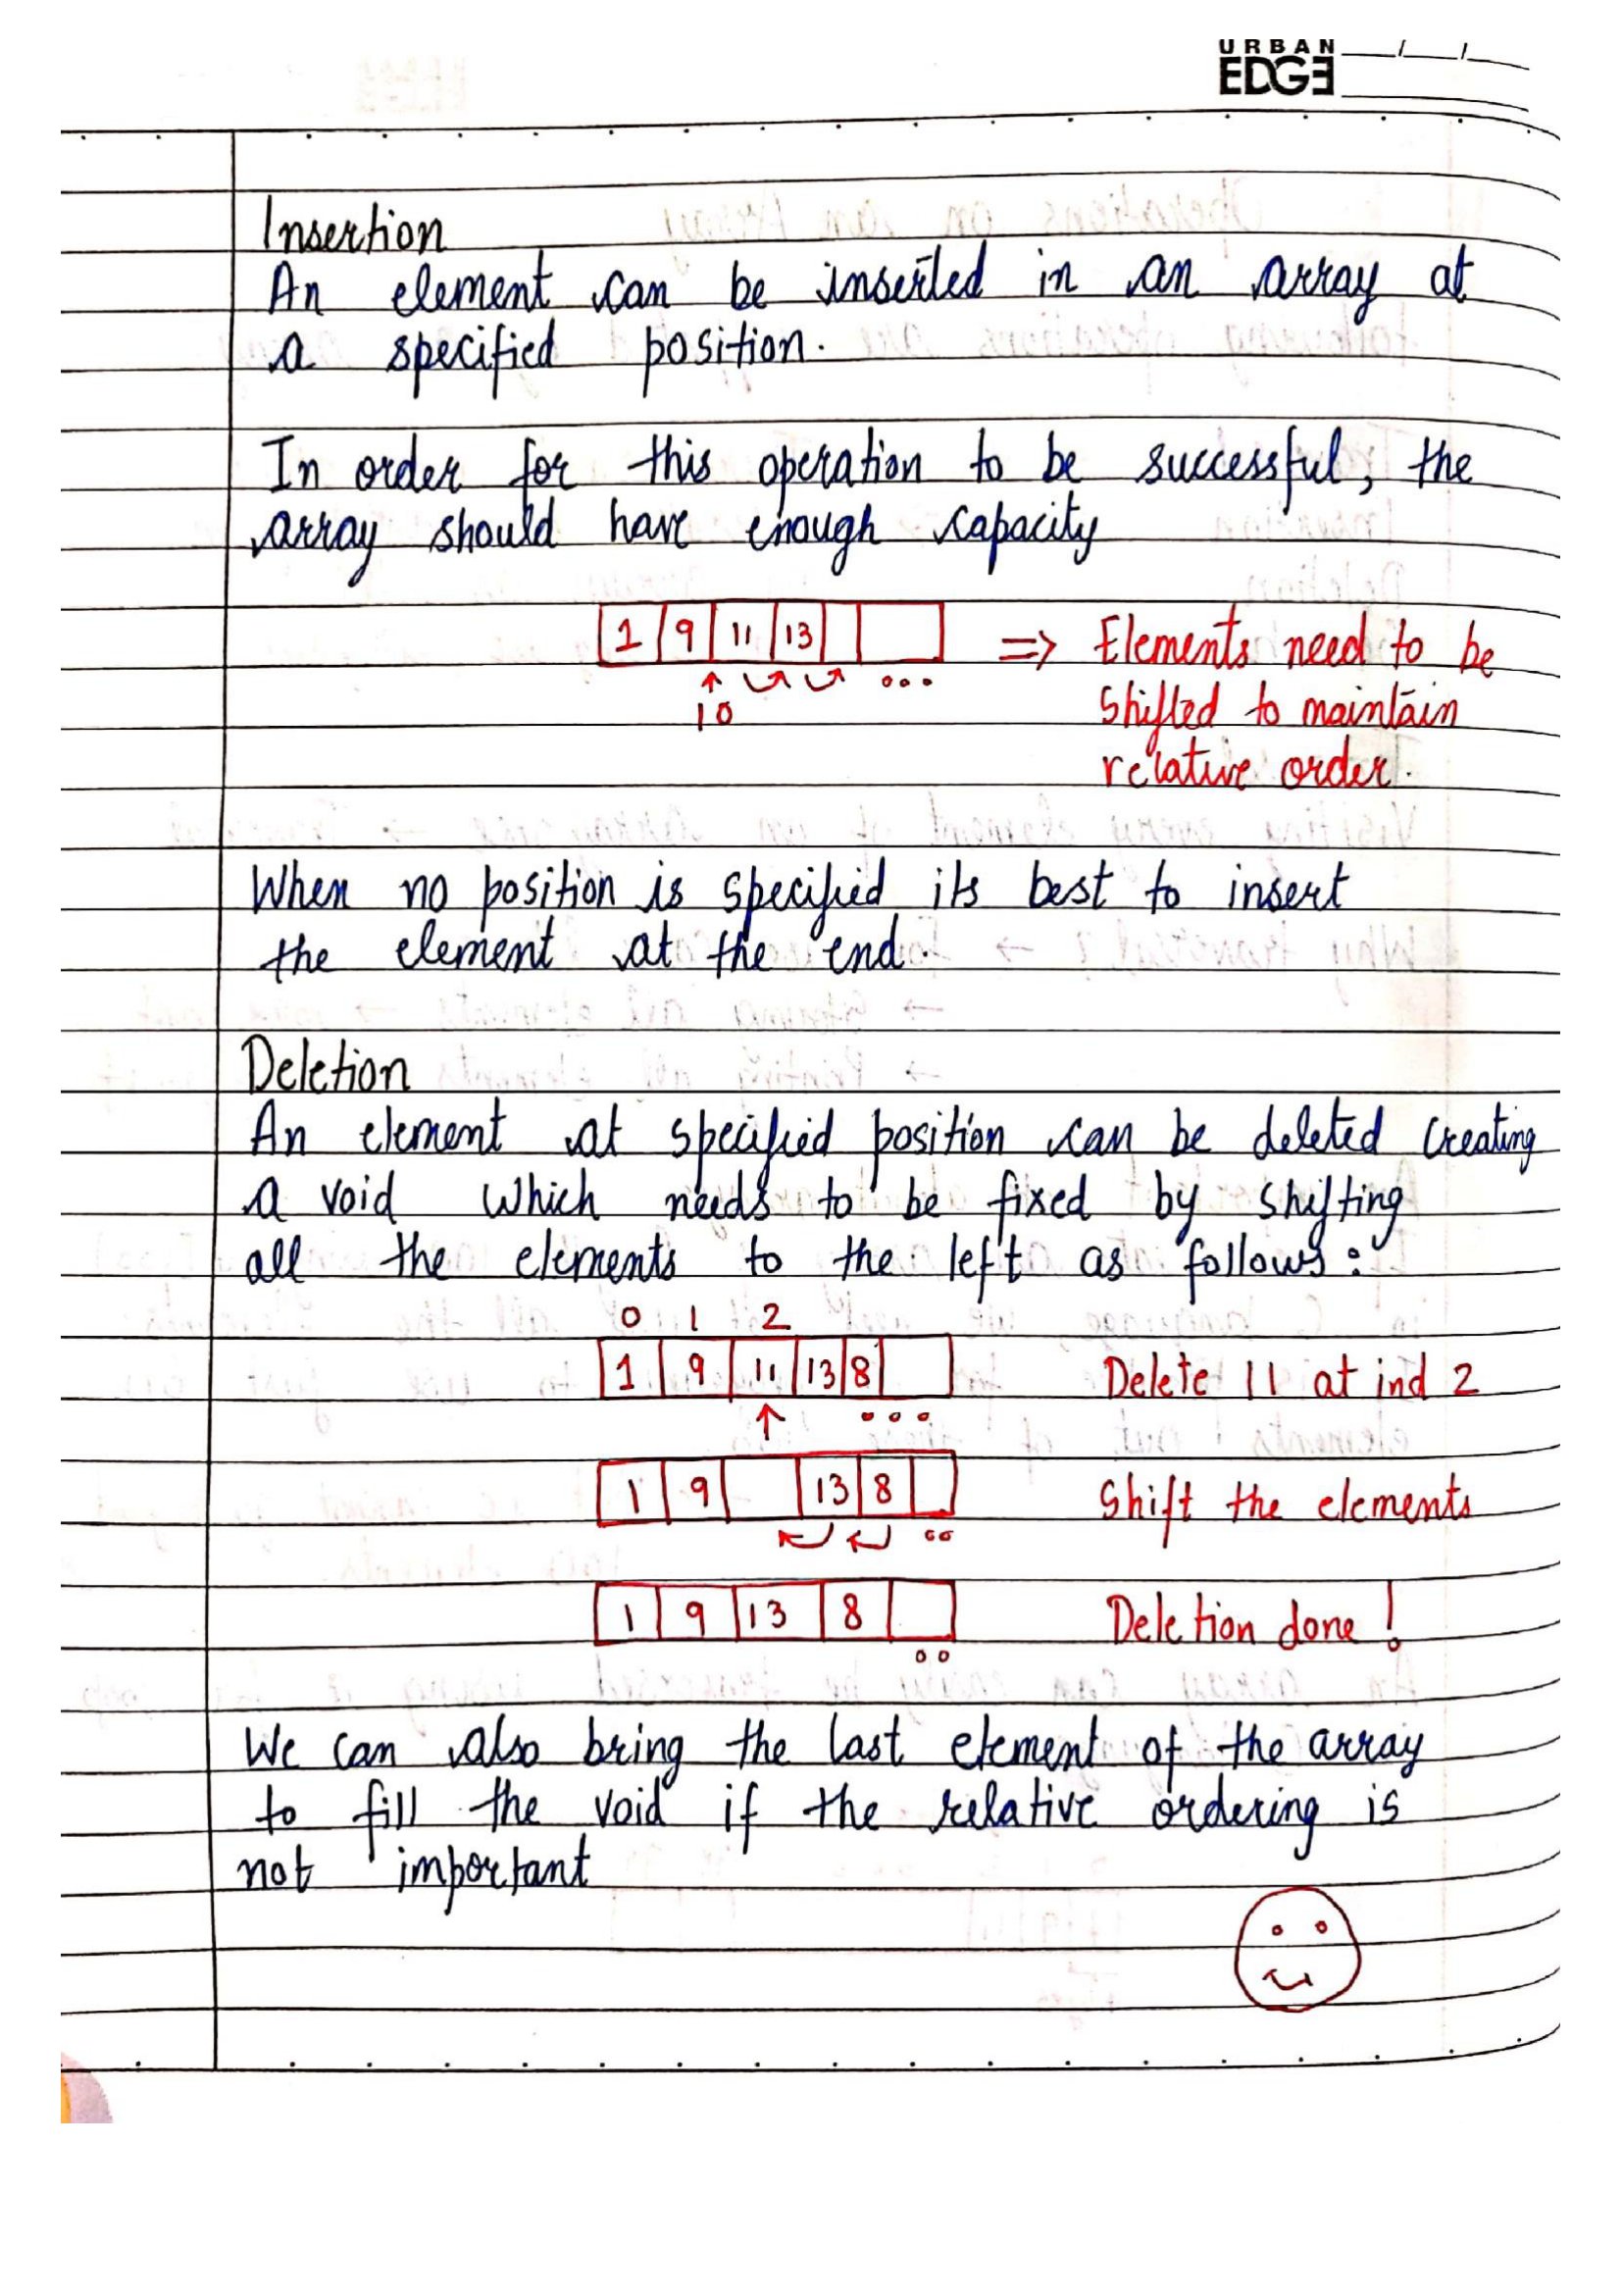 URBAN
EDGE
Insertion
An element can be inserted in an array at
a specified position.
In order for this operation to be successful, the
array should have enough capacity
1 9 11 13 => Elements need to be
10 shifted to maintain
relative order.
When no position is specified its best to insert
the element at the end.
Deletion
An element at specified position can be deleted creating
a void which needs to be fixed by shifting
all the elements to the left as follows:
0 1 2
1 9 11 13 8 Delete 11 at ind 2
1 9 13 8 Shift the elements
1 9 13 8 Deletion done!
We can also bring the last element of the array
to fill the void if the relative ordering is
not important